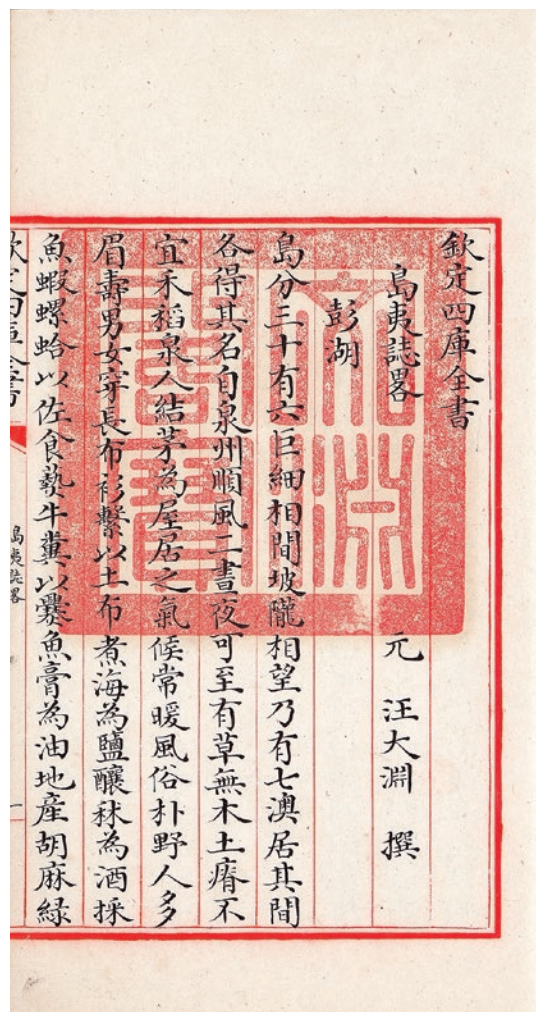 欽定四庫全書
島夷誌畧
元 汪大淵 撰
彭湖
島分三十有六巨細相間坡隴相望乃有七澳居其間
各得其名自泉州順風二晝夜可至有草無木土瘠不
宜禾稻泉人結茅為屋居之氣候常暖風俗朴野人多
眉壽男女穿長布衫繫以土布煮海為鹽釀秫為酒採
魚蝦螺蛤以佐食爇牛糞以爨魚膏為油地產胡麻綠
欽定四庫全書
島夷誌畧
一